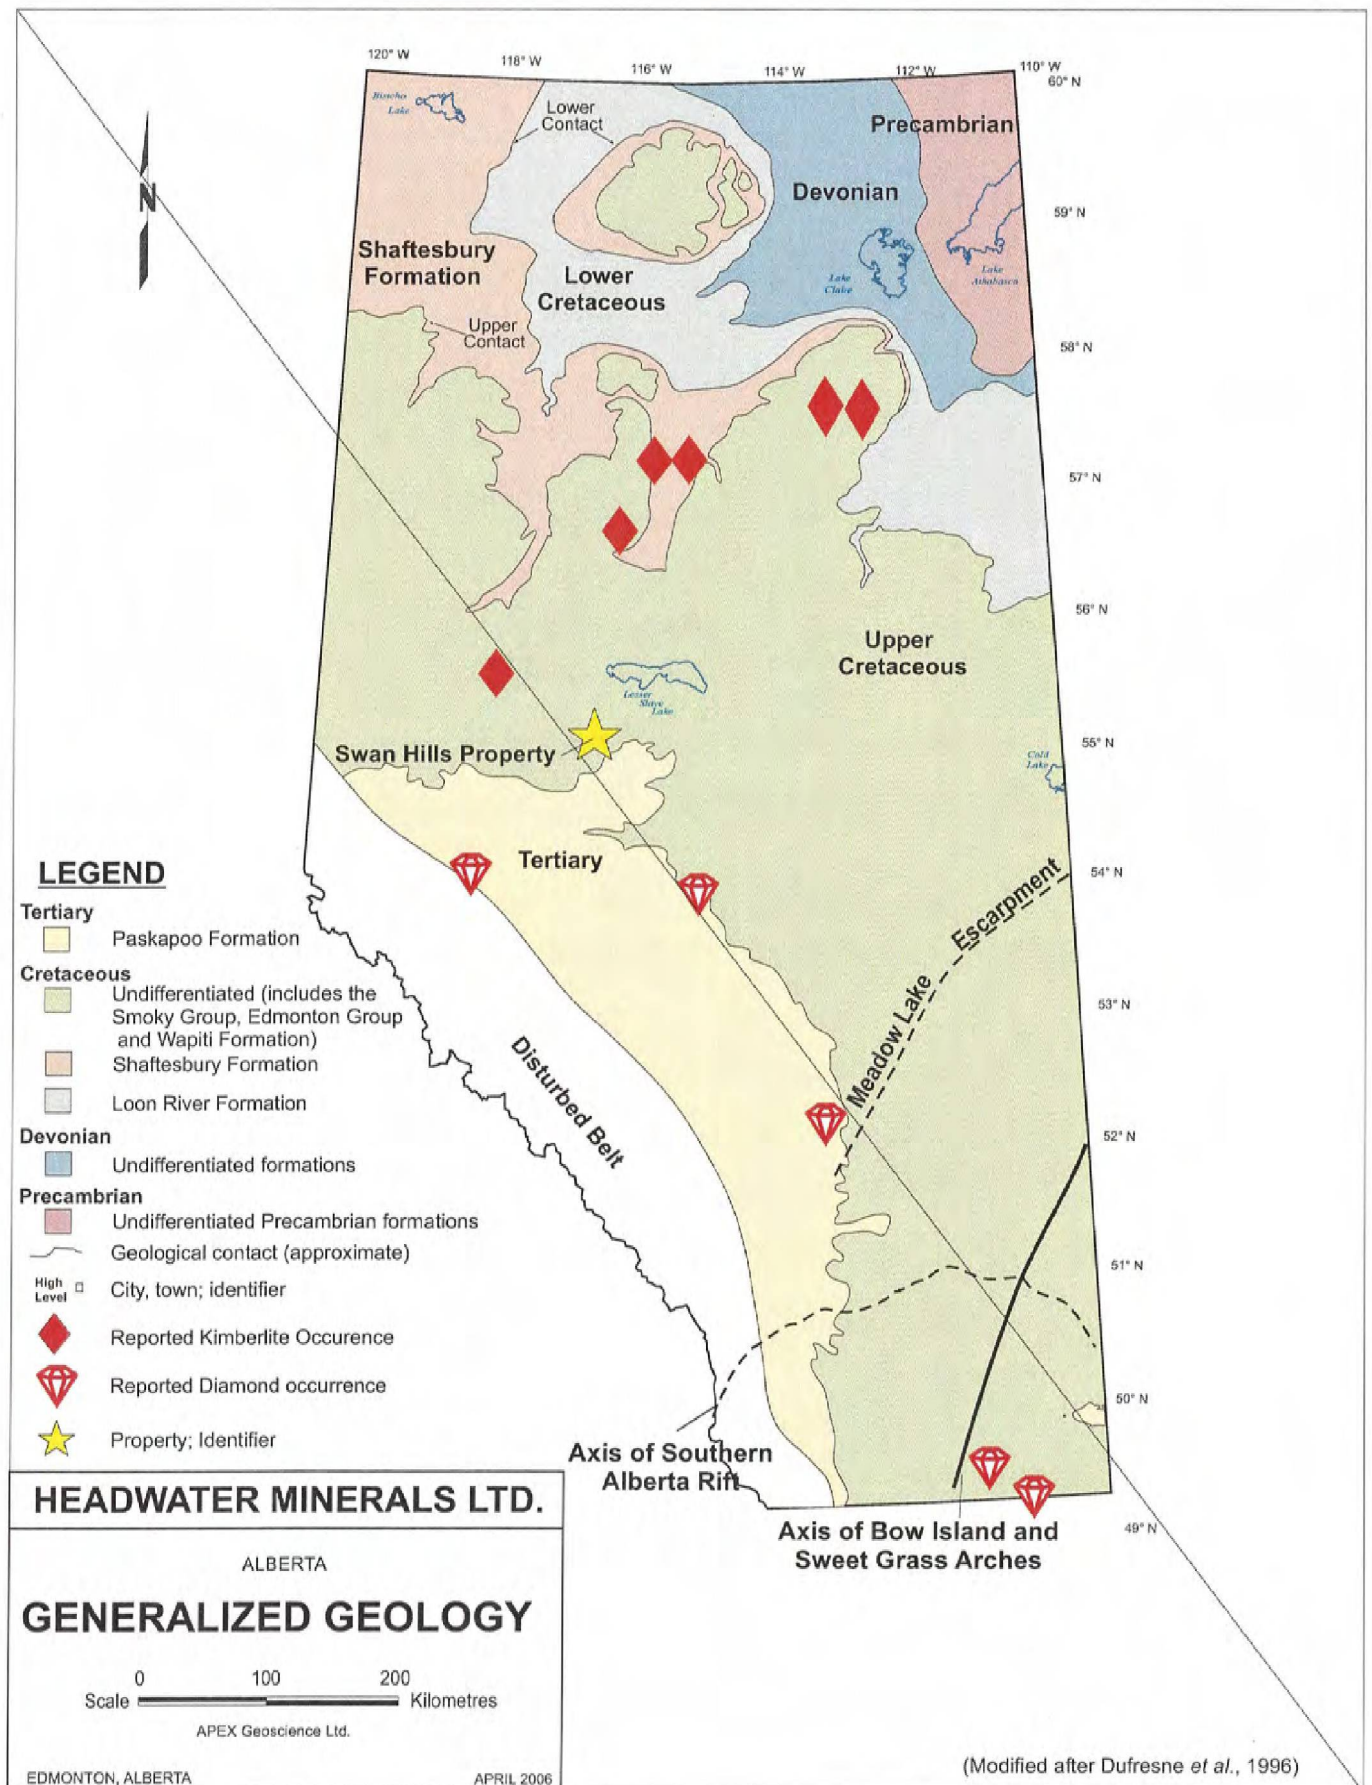 120° W
118° W
116° W
114° W
112° W
110° W
60° N
Bistcho
Lake
Lower
Contact
Precambrian
Devonian
59° N
Shaftesbury
Formation
Lower
Cretaceous
Lake
Claire
Lake
Athabasca
N
Upper
Contact
58° N
57° N
56° N
Upper
Cretaceous
Lesser
Slave
Lake
Swan Hills Property
55° N
Cold
Lake
Tertiary
54° N
Meadow Lake Escarpment
53° N
Disturbed Belt
52° N
51° N
50° N
Axis of Southern
Alberta Rift
49° N
Axis of Bow Island and
Sweet Grass Arches
LEGEND
Tertiary
Paskapoo Formation
Cretaceous
Undifferentiated (includes the
Smoky Group, Edmonton Group
and Wapiti Formation)
Shaftesbury Formation
Loon River Formation
Devonian
Undifferentiated formations
Precambrian
Undifferentiated Precambrian formations
Geological contact (approximate)
High
Level
City, town; identifier
Reported Kimberlite Occurence
Reported Diamond occurrence
Property; Identifier
HEADWATER MINERALS LTD.
ALBERTA
GENERALIZED GEOLOGY
0 100 200
Scale Kilometres
APEX Geoscience Ltd.
EDMONTON, ALBERTA APRIL 2006
(Modified after Dufresne et al., 1996)